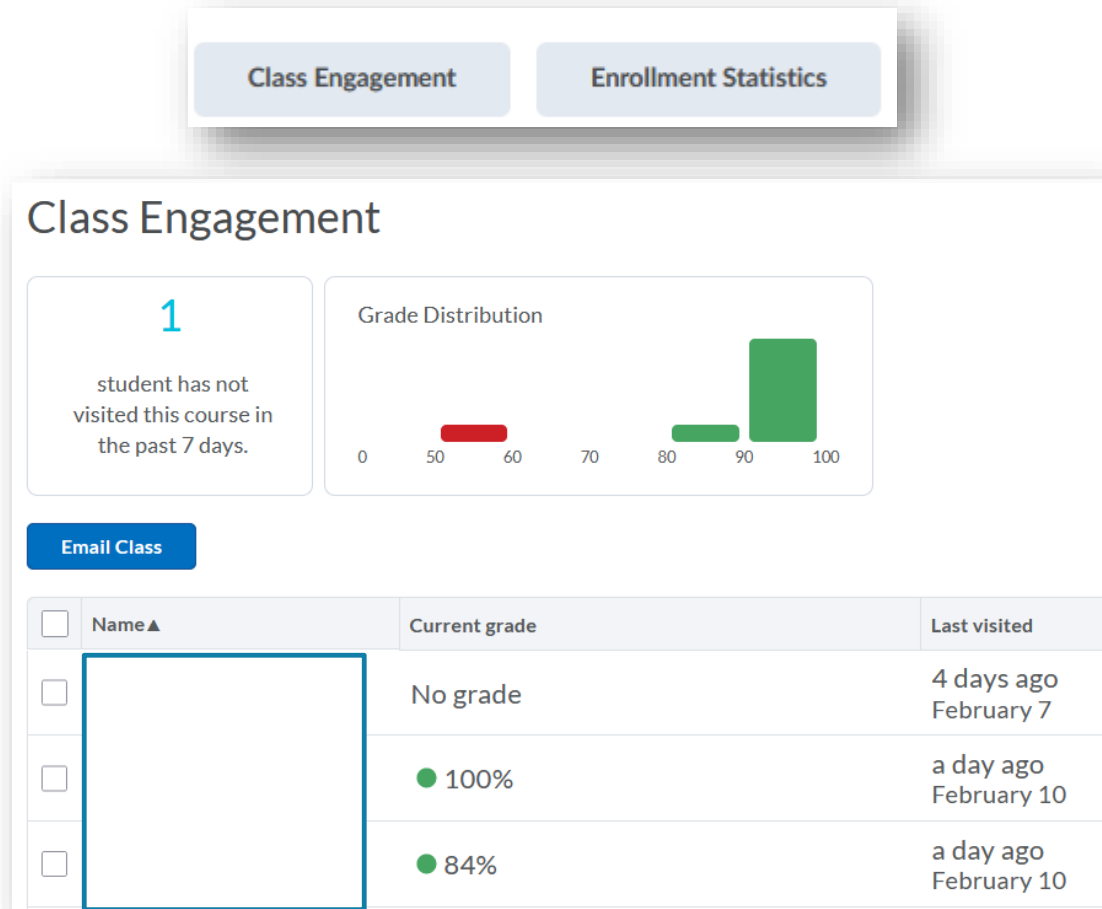 Class Engagement Enrollment Statistics
Class Engagement
1
student has not
visited this course in
the past 7 days.
Grade Distribution
0 50 60 70 80 90 100
Email Class
Name▲ Current grade Last visited
No grade 4 days ago
February 7
100% a day ago
February 10
84% a day ago
February 10